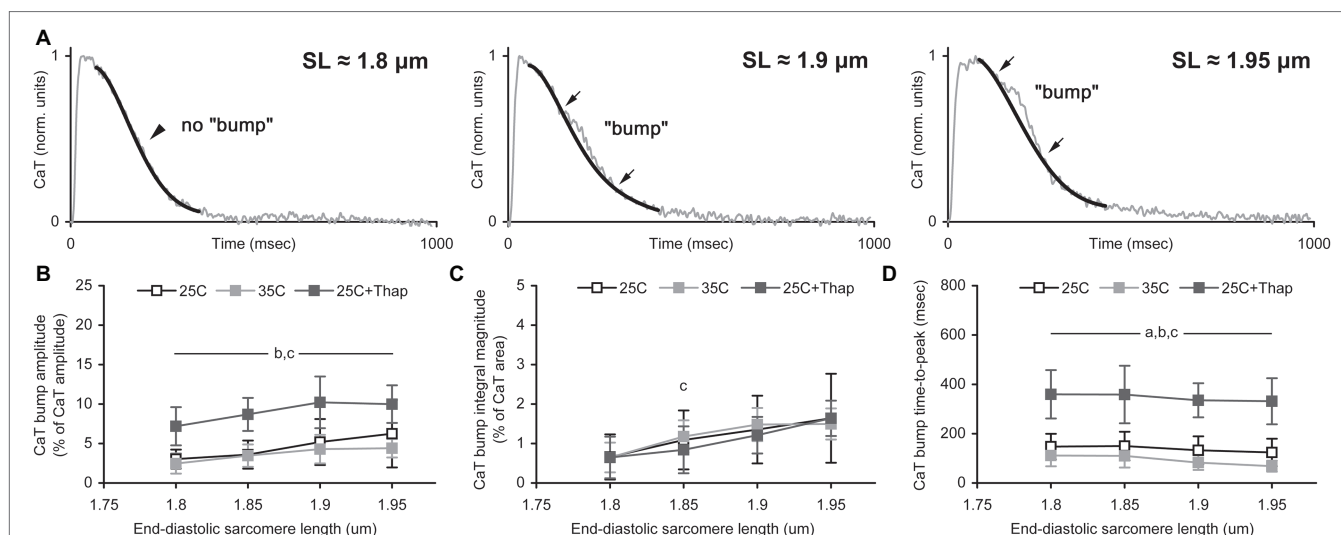 A
SL ≈ 1.8 µm
CaT (norm. units)
1
0
no "bump"
0
Time (msec)
1000
SL ≈ 1.9 µm
CaT (norm. units)
1
0
"bump"
0
Time (msec)
1000
SL ≈ 1.95 µm
CaT (norm. units)
1
0
"bump"
0
Time (msec)
1000
B
25C 35C 25C+Thap
CaT bump amplitude
(% of CaT amplitude)
25
20
15
10
5
0
b,c
1.75 1.8 1.85 1.9 1.95
End-diastolic sarcomere length (um)
C
25C 35C 25C+Thap
CaT bump integral magnitude
(% of CaT area)
5
4
3
2
1
0
c
1.75 1.8 1.85 1.9 1.95
End-diastolic sarcomere length (um)
D
25C 35C 25C+Thap
CaT bump time-to-peak (msec)
800
600
400
200
0
a,b,c
1.75 1.8 1.85 1.9 1.95
End-diastolic sarcomere length (um)